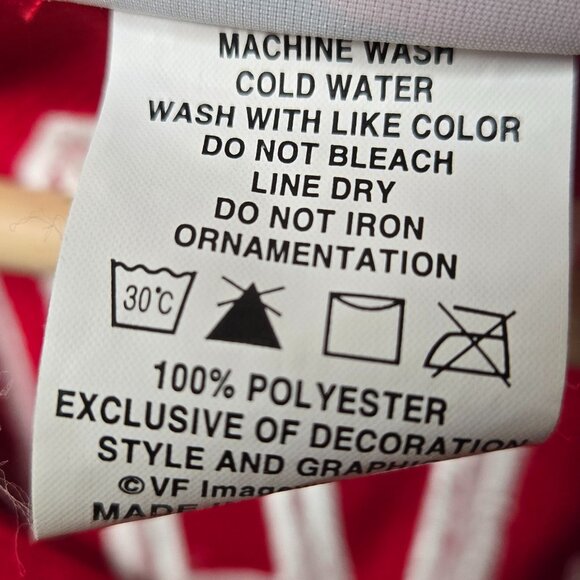 MACHINE WASH
COLD WATER
WASH WITH LIKE COLOR
DO NOT BLEACH
LINE DRY
DO NOT IRON
ORNAMENTATION
30°C
100% POLYESTER
EXCLUSIVE OF DECORATION
STYLE AND
©VF
MADE